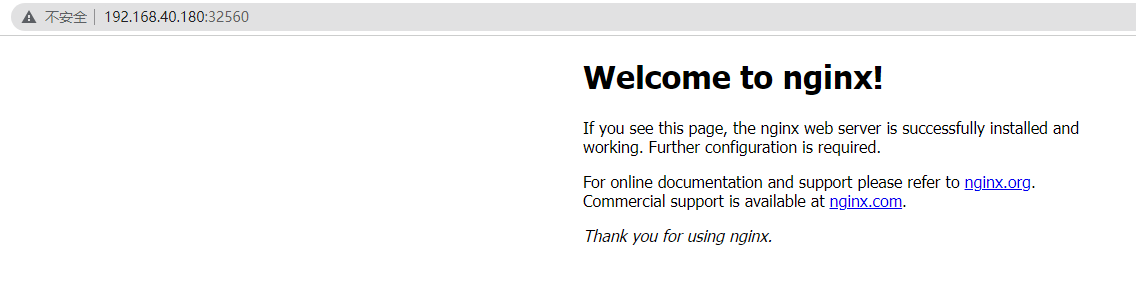 不安全 192.168.40.180:32560
Welcome to nginx!
If you see this page, the nginx web server is successfully installed and
working. Further configuration is required.
For online documentation and support please refer to nginx.org.
Commercial support is available at nginx.com.
Thank you for using nginx.